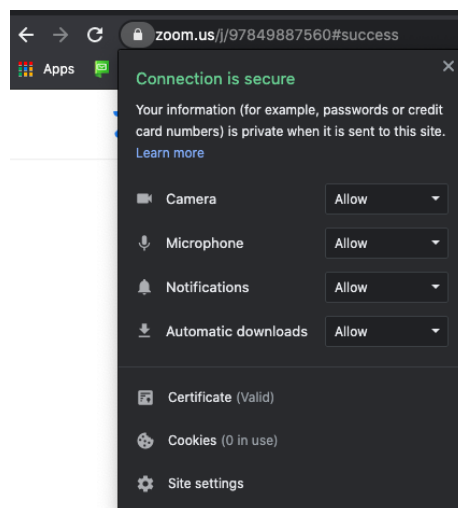 zoom.us/j/97849887560#success
Apps
Connection is secure
Your information (for example, passwords or credit
card numbers) is private when it is sent to this site.
Learn more
Camera Allow
Microphone Allow
Notifications Allow
Automatic downloads Allow
Certificate (Valid)
Cookies (0 in use)
Site settings